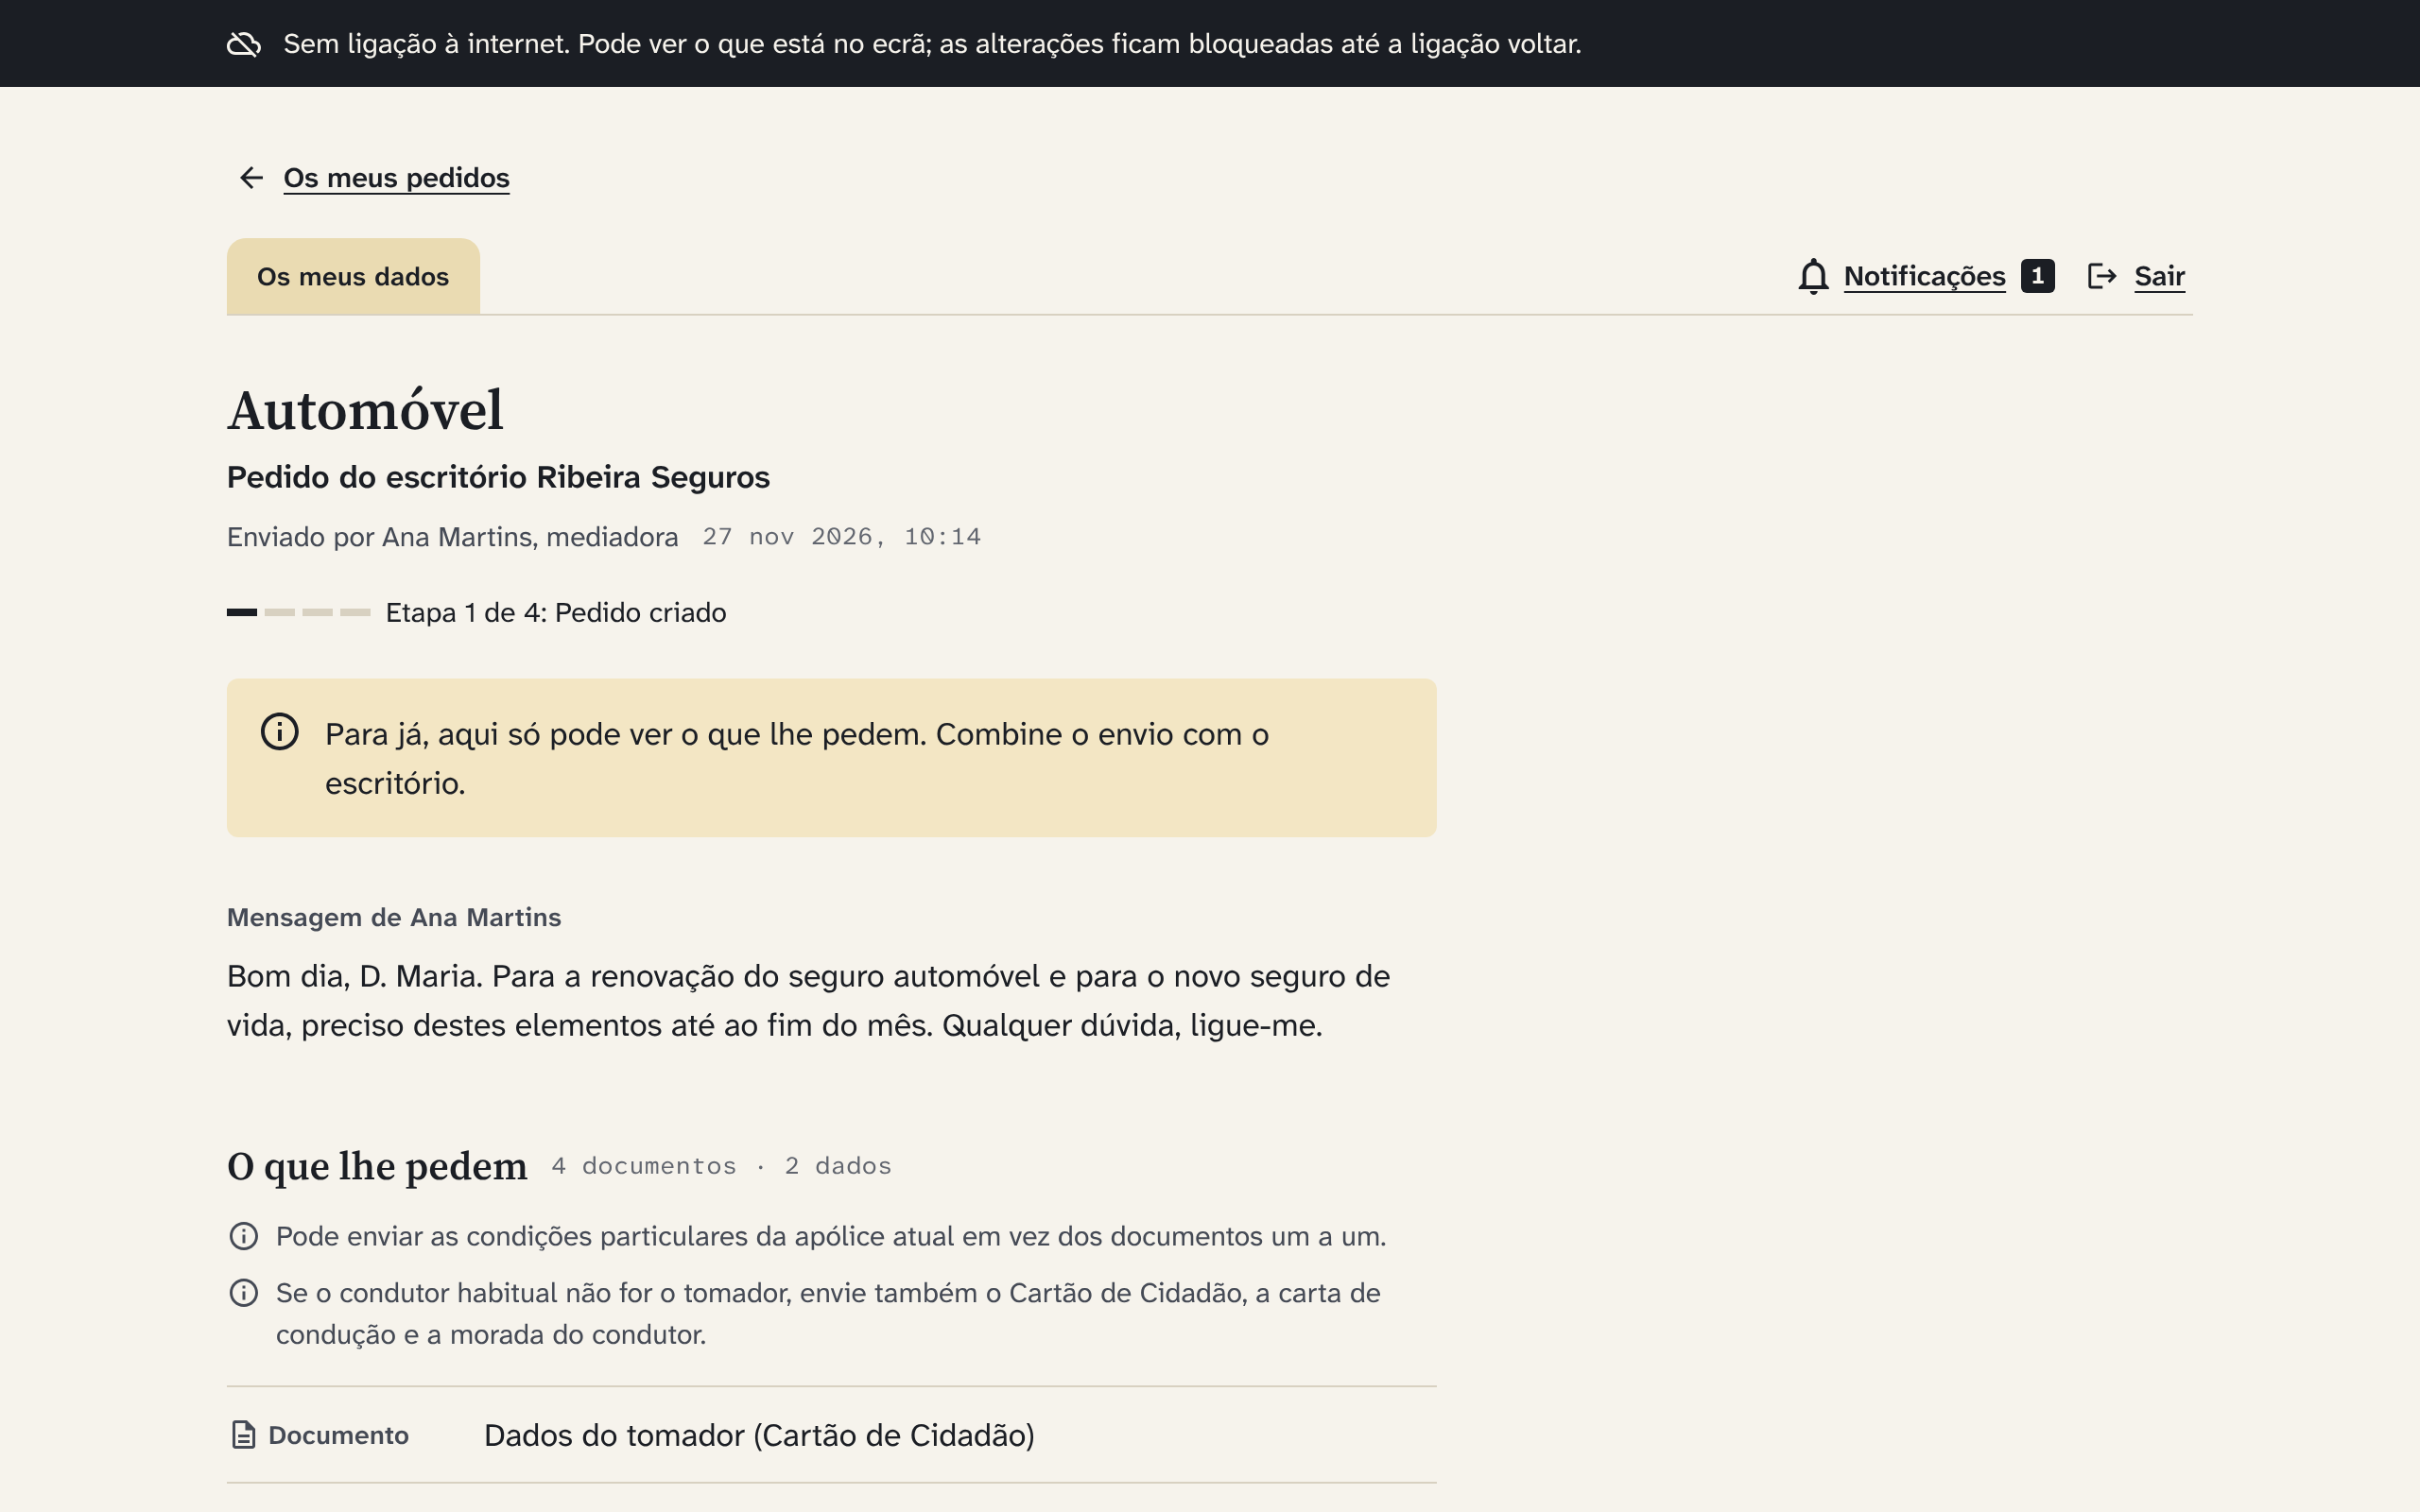 Sem ligação à internet. Pode ver o que está no ecrã; as alterações ficam bloqueadas até a ligação voltar.
Os meus pedidos
Os meus dados
Notificações 1 Sair
Automóvel
Pedido do escritório Ribeira Seguros
Enviado por Ana Martins, mediadora 27 nov 2026, 10:14
Etapa 1 de 4: Pedido criado
Para já, aqui só pode ver o que lhe pedem. Combine o envio com o
escritório.
Mensagem de Ana Martins
Bom dia, D. Maria. Para a renovação do seguro automóvel e para o novo seguro de
vida, preciso destes elementos até ao fim do mês. Qualquer dúvida, ligue-me.
O que lhe pedem 4 documentos · 2 dados
Pode enviar as condições particulares da apólice atual em vez dos documentos um a um.
Se o condutor habitual não for o tomador, envie também o Cartão de Cidadão, a carta de
condução e a morada do condutor.
Documento Dados do tomador (Cartão de Cidadão)